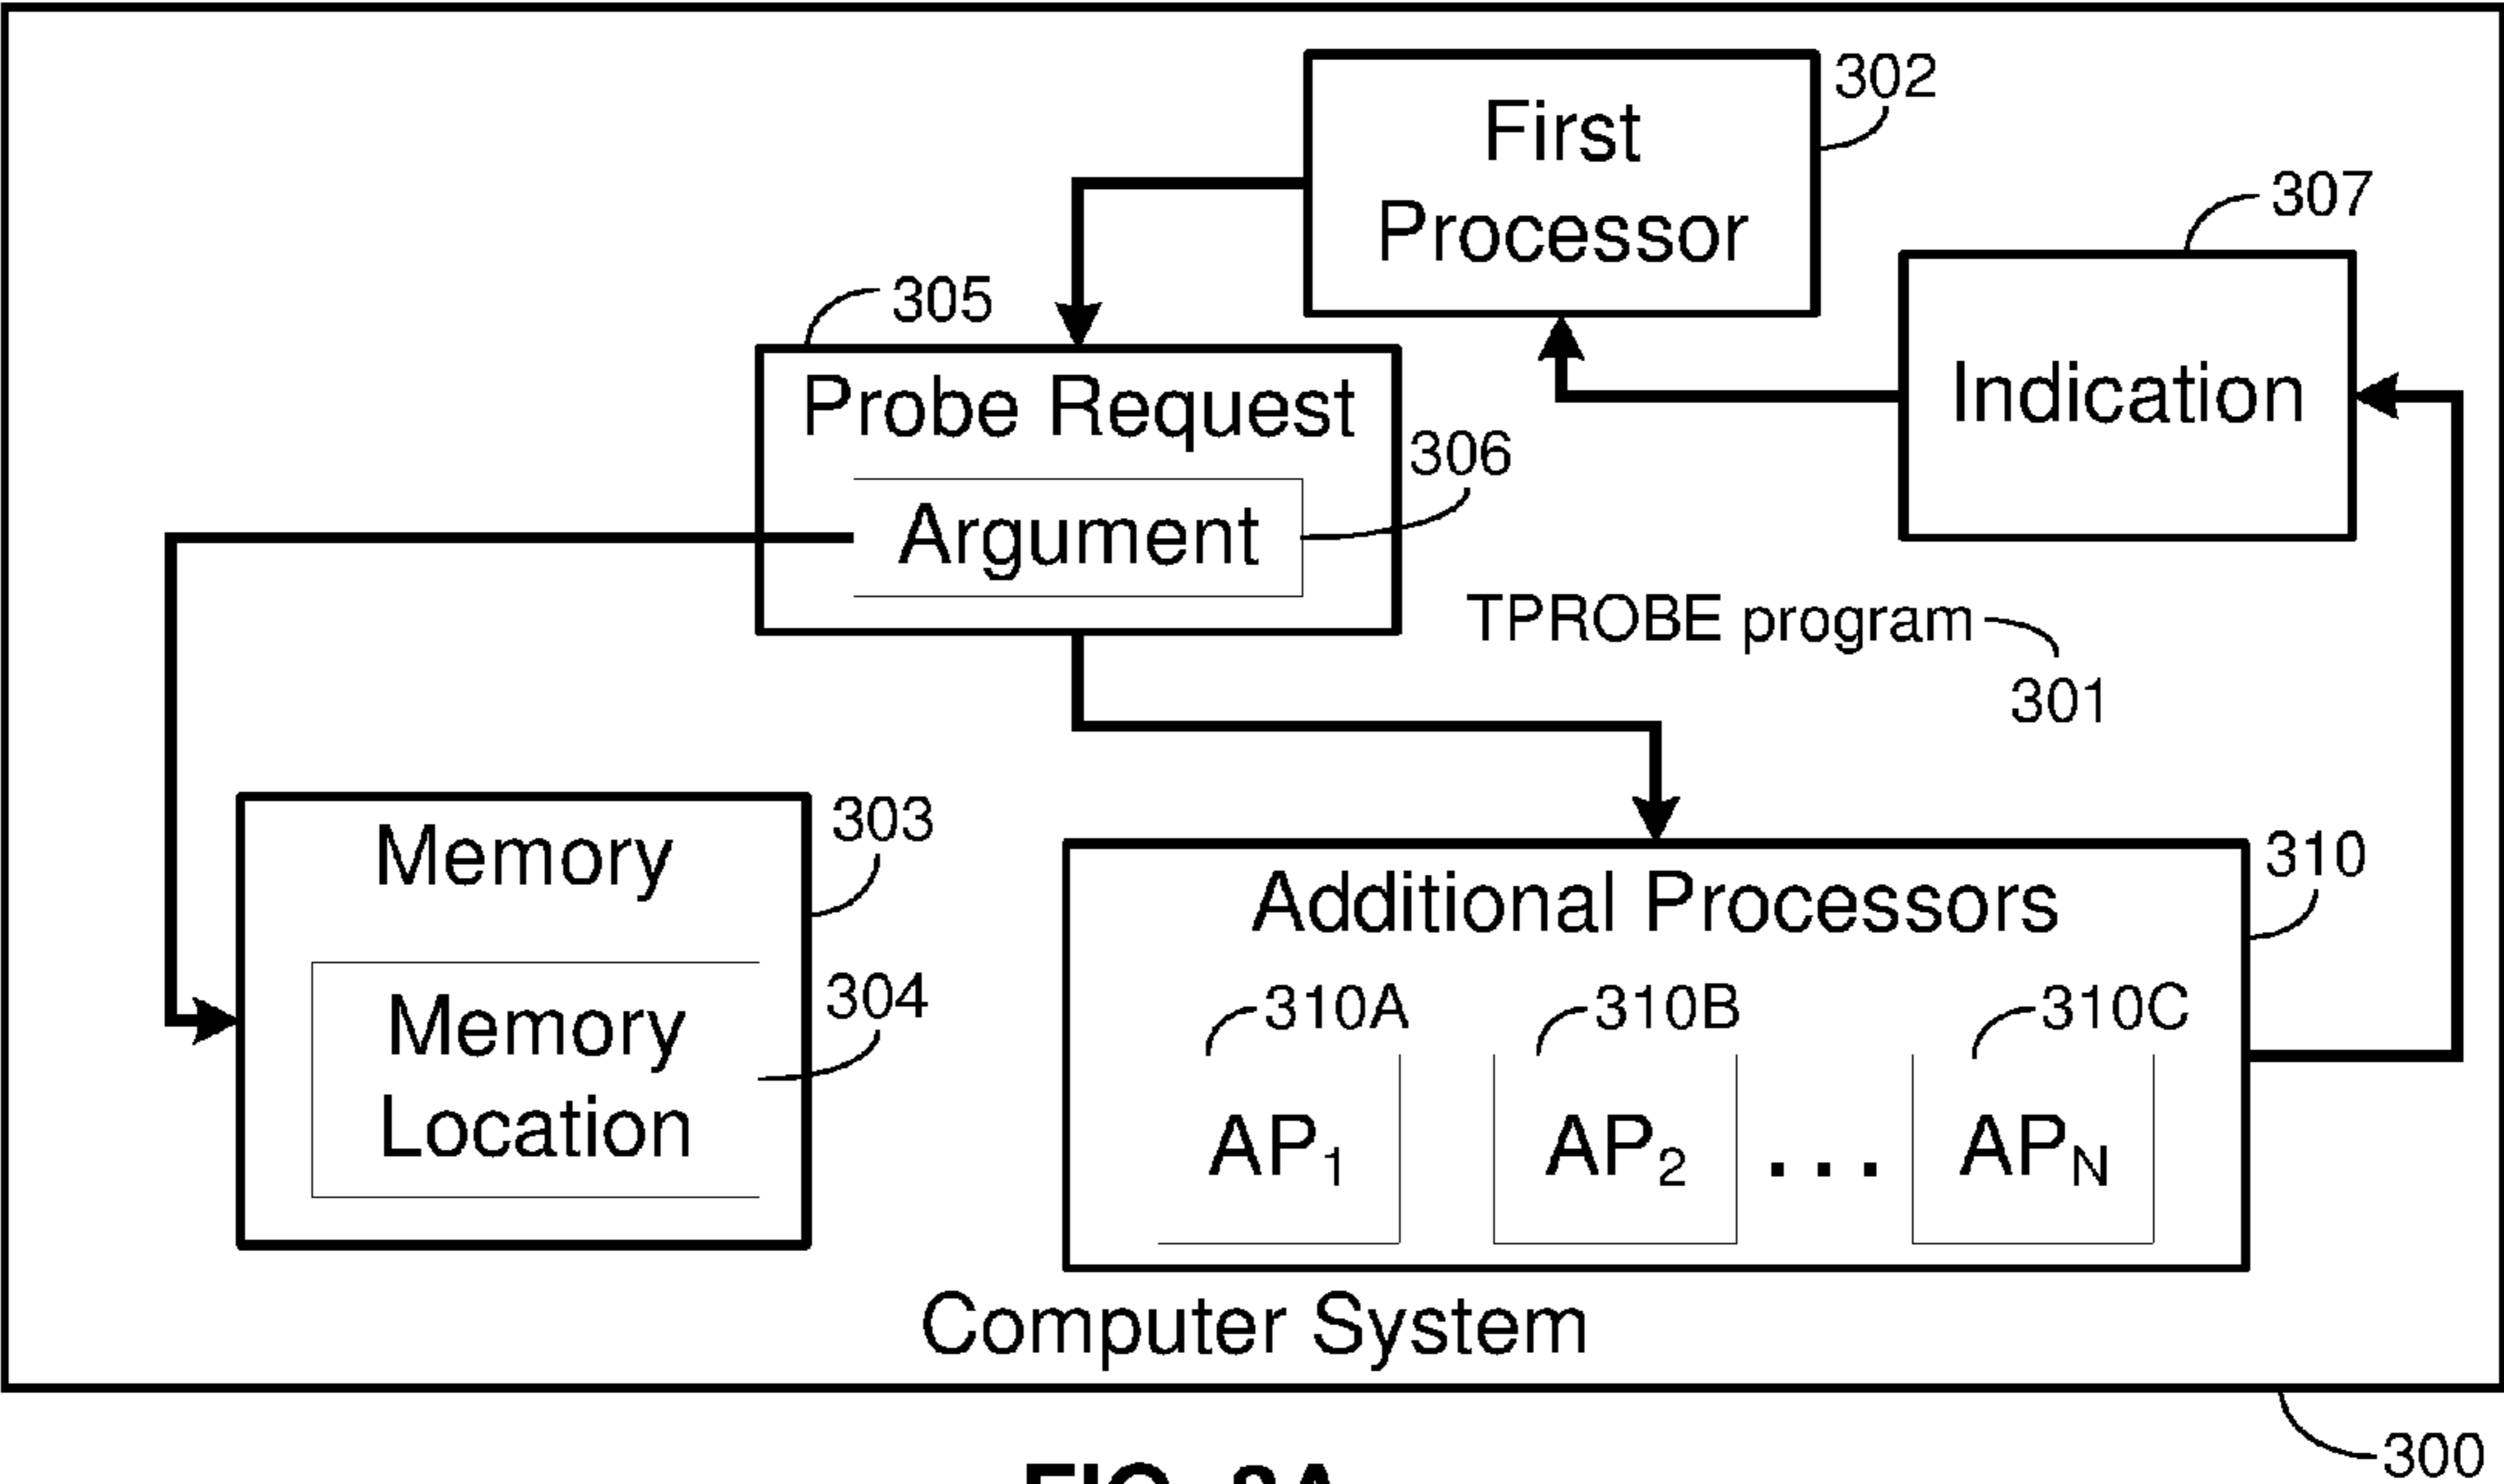 302
First
Processor
307
305
Probe Request
Indication
306
Argument
TPROBE program
301
303
Memory
310
Additional Processors
304
Memory
Location
310A
310B
310C
AP1
AP2
...
APN
Computer System
300